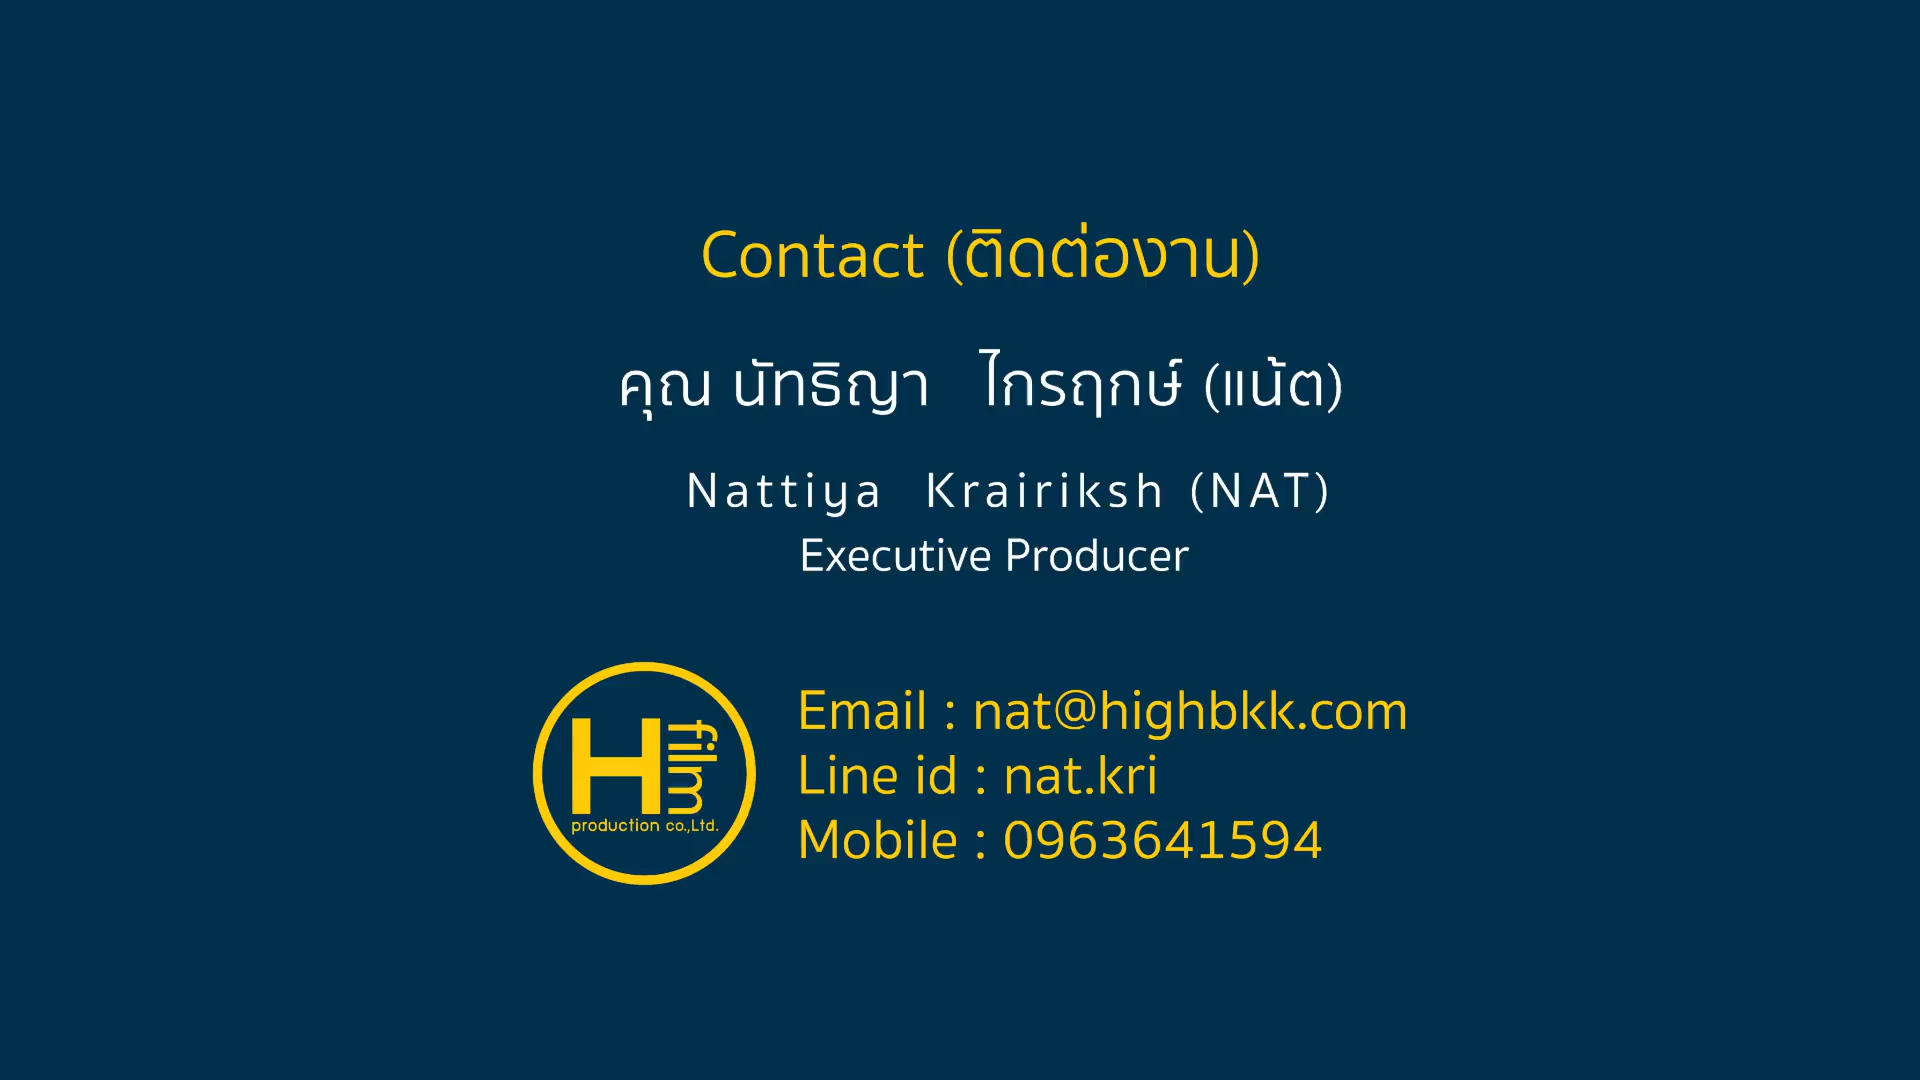 Contact (ติดต่องาน)
คุณ นัทธิญา ไกรฤกษ์ (แน้ต)
Nattiya Krairiksh (NAT)
Executive Producer
H film
production co.,Ltd.
Email : nat@highbkk.com
Line id : nat.kri
Mobile : 0963641594